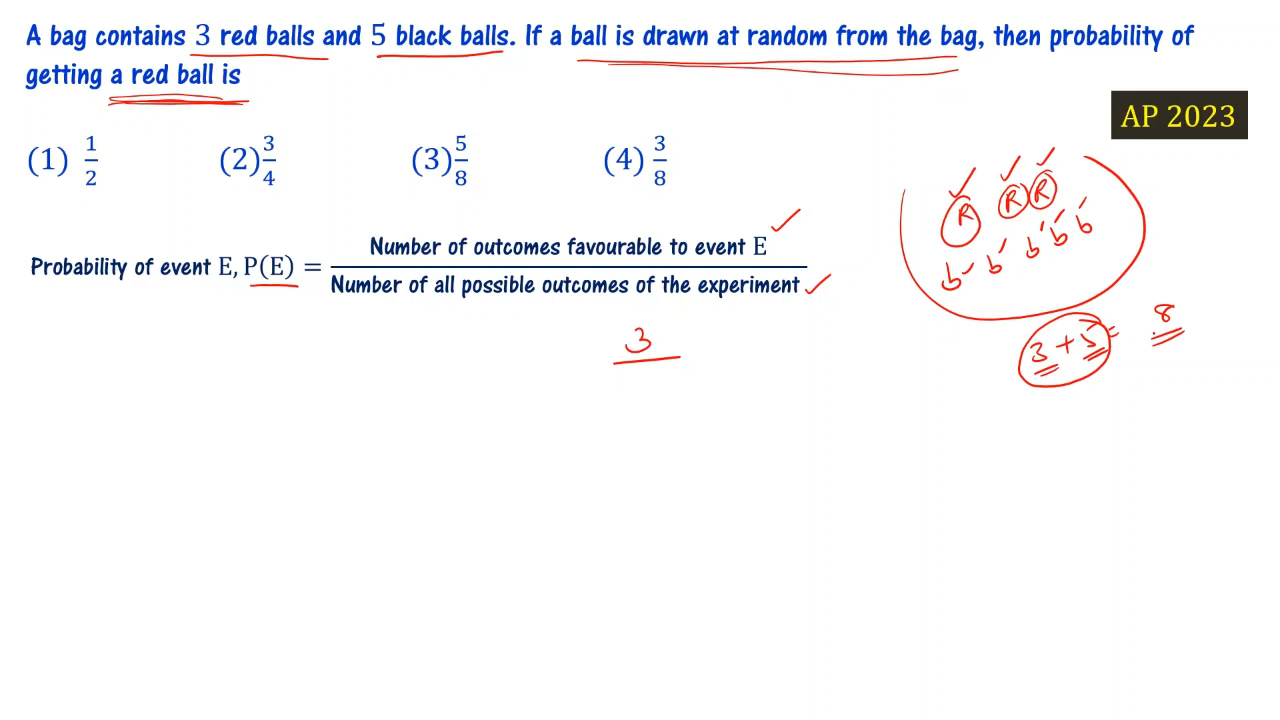 A bag contains 3 red balls and 5 black balls. If a ball is drawn at random from the bag, then probability of
getting a red ball is
AP 2023
(1) 1/2 (2) 3/4 (3) 5/8 (4) 3/8
R R R
b b b b b
3 + 5 = 8
Probability of event E, P(E) = Number of outcomes favourable to event E / Number of all possible outcomes of the experiment
3